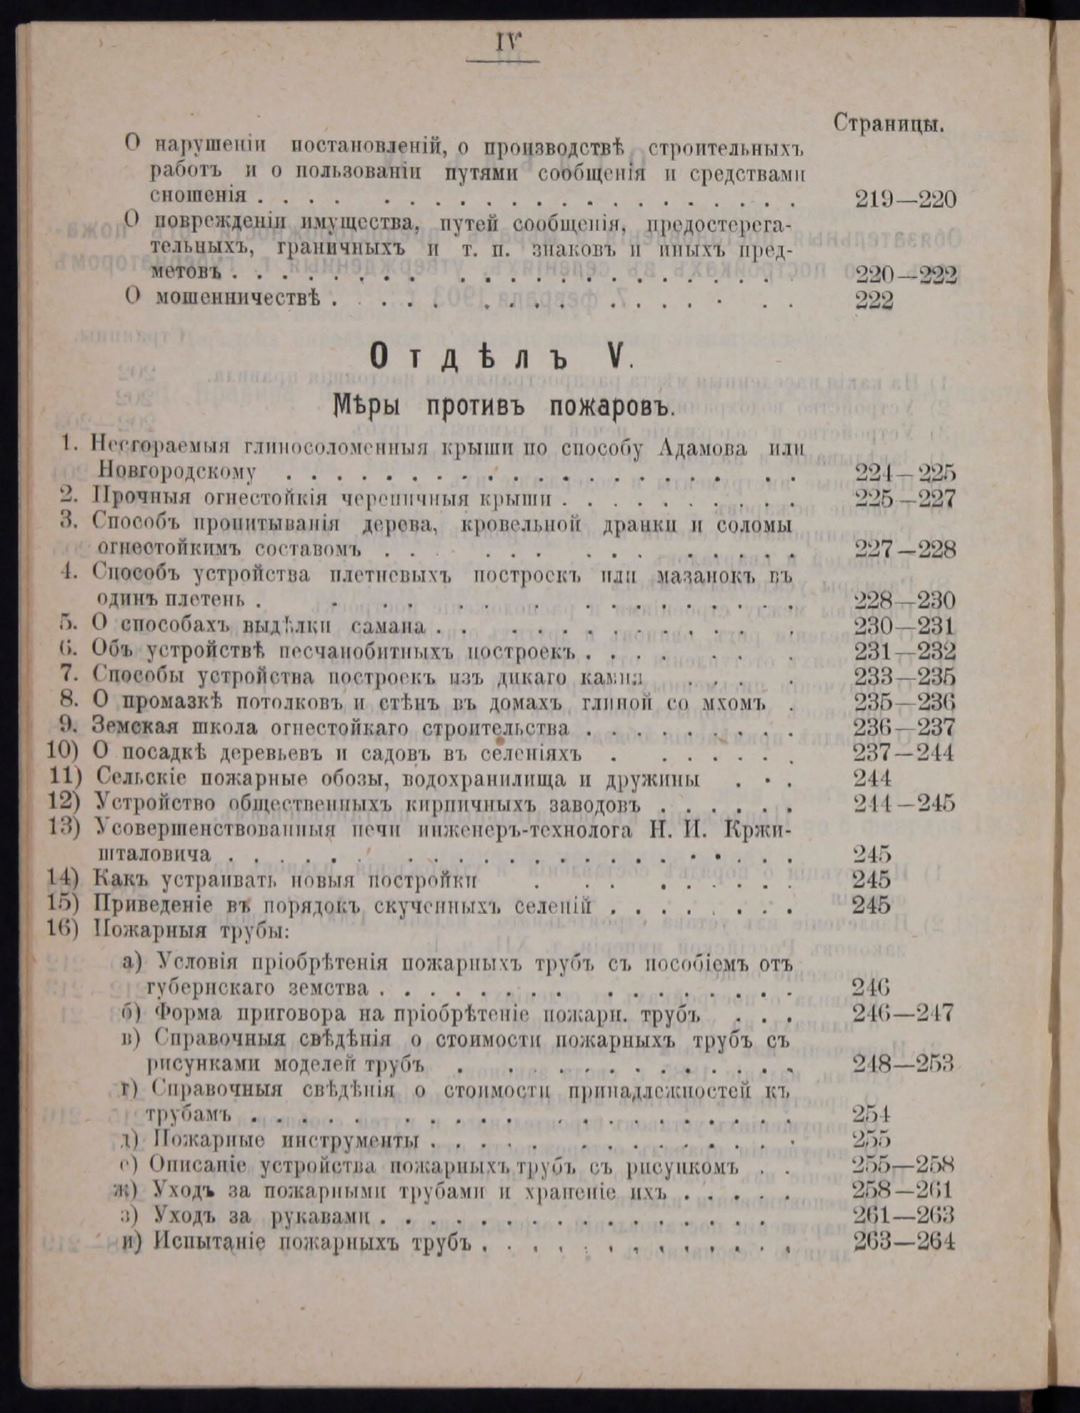 IV
Страницы.
О нарушеніи постановленій, о производствѣ строительныхъ
работъ и о пользованіи путями сообщенія и средствами
сношенія . . . . . . . . . . . . . . . . . . . . 219—220
О поврежденіи имущества, путей сообщенія, предостерега-
тельныхъ, граничныхъ и т. п. знаковъ и иныхъ пред-
метовъ . . . . . . . . . . . . . . . . . . . . . 220—222
О мошенничествѣ . . . . . . . . . . . . . . . . 222
Отдѣлъ V.
Мѣры противъ пожаровъ.
1. Несгораемыя глиносоломенныя крыши по способу Адамова или
Новгородскому . . . . . . . . . . . . . . . . . . 224—225
2. Прочныя огнестойкія черепичныя крыши . . . . . . . . . 225—227
3. Способъ пропитыванія дерева, кровельной дранки и соломы
огнестойкимъ составомъ . . . . . . . . . . . . . . 227—228
4. Способъ устройства плетневыхъ построекъ или мазанокъ въ
одинъ плетень . . . . . . . . . . . . . . . . . . 228—230
5. О способахъ выдѣлки самана . . . . . . . . . . . . . 230—231
6. Объ устройствѣ песчанобитныхъ построекъ . . . . . . . . 231—232
7. Способы устройства построекъ изъ дикаго камня . . . . . 233—235
8. О промазкѣ потолковъ и стѣнъ въ домахъ глиной со мхомъ . 235—236
9. Земская школа огнестойкаго строительства . . . . . . . . . 236—237
10) О посадкѣ деревьевъ и садовъ въ селеніяхъ . . . . . . . 237—244
11) Сельскіе пожарные обозы, водохранилища и дружины . . . 244
12) Устройство общественныхъ кирпичныхъ заводовъ . . . . . . 244—245
13) Усовершенствованныя печи инженеръ-технолога Н. И. Кржи-
шталовича . . . . . . . . . . . . . . . . . . . . 245
14) Какъ устраивать новыя постройки . . . . . . . . . 245
15) Приведеніе въ порядокъ скученныхъ селеній . . . . . . . . 245
16) Пожарныя трубы:
а) Условія пріобрѣтенія пожарныхъ трубъ съ пособіемъ отъ
губернскаго земства . . . . . . . . . . . . . . . . 246
б) Форма приговора на пріобрѣтеніе пожарн. трубъ . . . 246—247
в) Справочныя свѣдѣнія о стоимости пожарныхъ трубъ съ
рисунками моделей трубъ . . . . . . . . . . . . . 248—253
г) Справочныя свѣдѣнія о стоимости принадлежностей къ
трубамъ . . . . . . . . . . . . . . . . . . . . . 254
д) Пожарные инструменты . . . . . . . . . . . . . . 255
е) Описаніе устройства пожарныхъ трубъ съ рисункомъ . . 255—258
ж) Уходъ за пожарными трубами и храненіе ихъ . . . . . 258—261
з) Уходъ за рукавами . . . . . . . . . . . . . . . . 261—263
и) Испытаніе пожарныхъ трубъ . . . . . . . . . . . . . 263—264